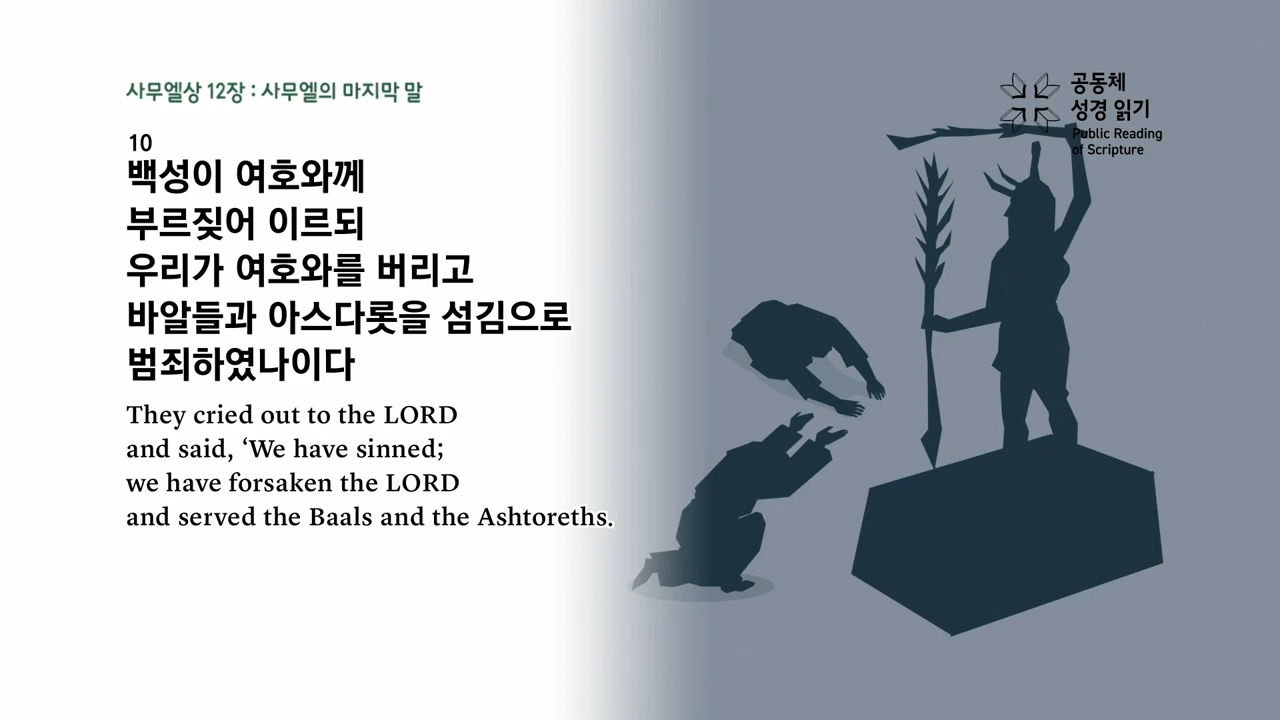 사무엘상 12장 : 사무엘의 마지막 말
10
백성이 여호와께
부르짖어 이르되
우리가 여호와를 버리고
바알들과 아스다롯을 섬김으로
범죄하였나이다
They cried out to the LORD
and said, ‘We have sinned;
we have forsaken the LORD
and served the Baals and the Ashtoreths.
공동체
성경 읽기
Public Reading
of Scripture